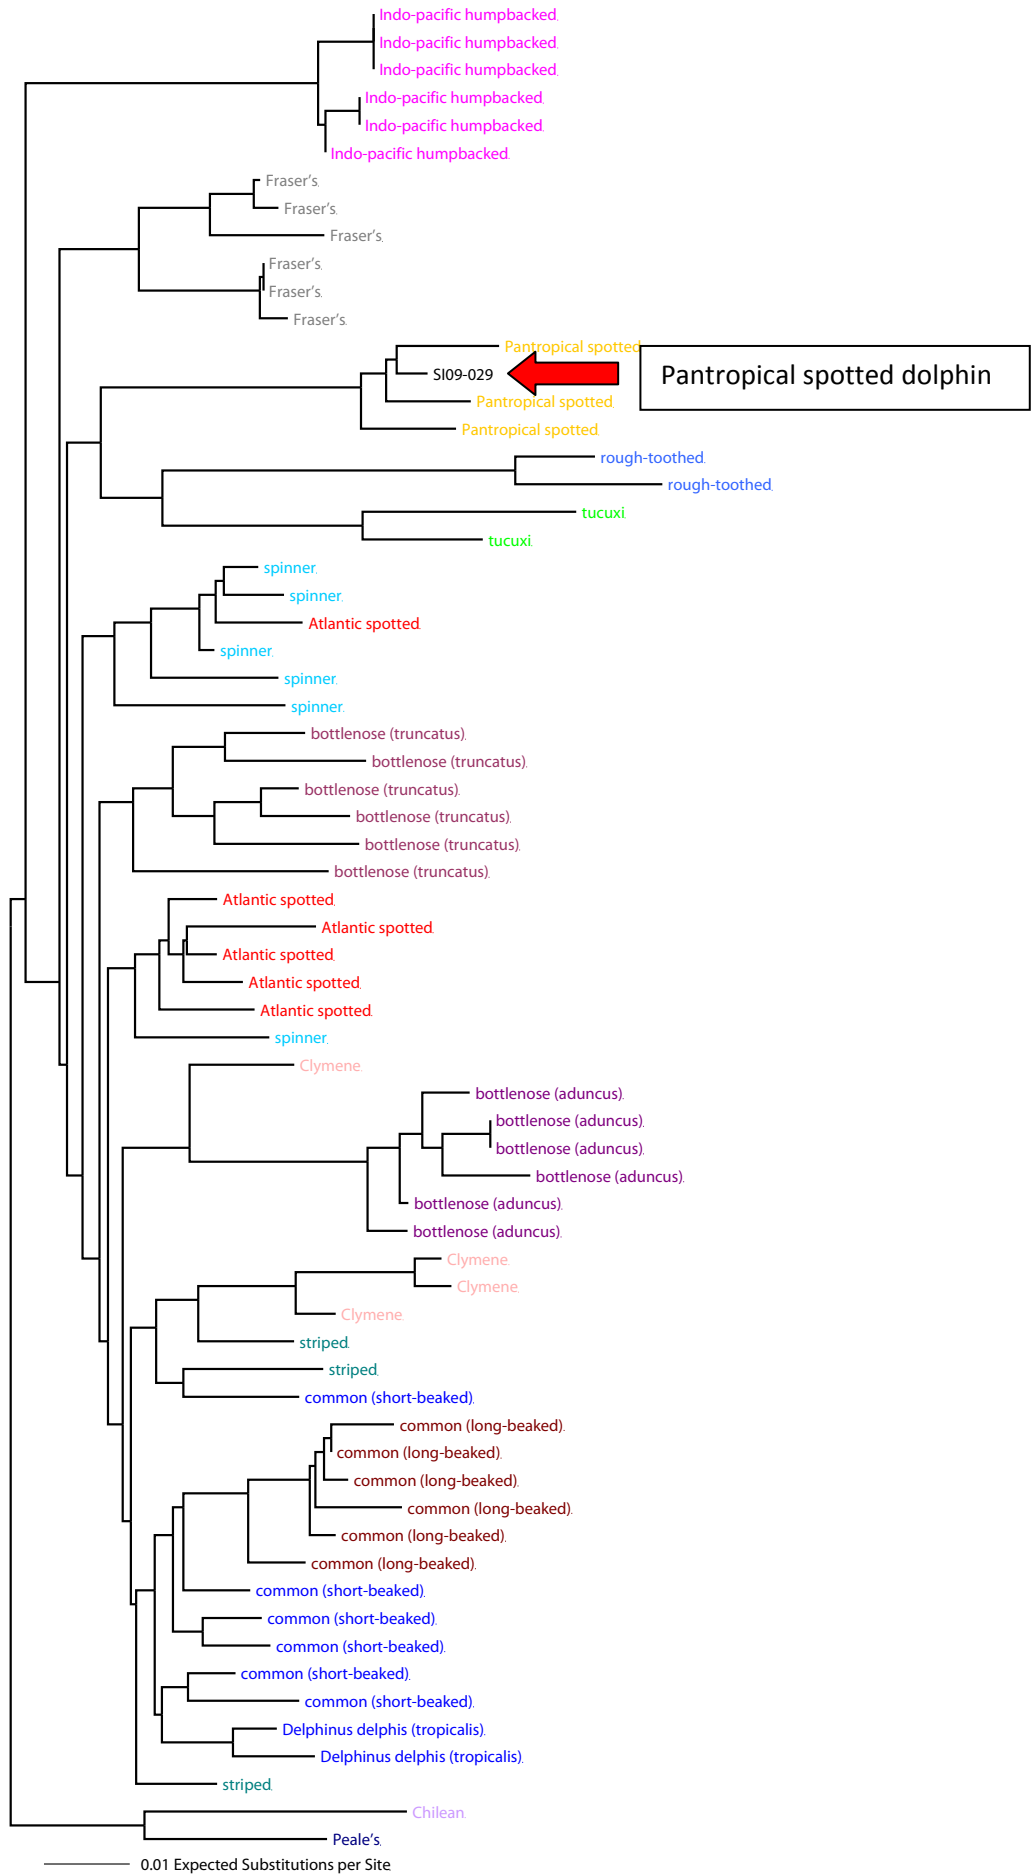 Indo-pacific humpbacked.
Indo-pacific humpbacked.
Indo-pacific humpbacked.
Indo-pacific humpbacked.
Indo-pacific humpbacked.
Indo-pacific humpbacked.
Fraser's.
Fraser's.
Fraser's.
Fraser's.
Fraser's.
Fraser's.
Pantropical spotted
SI09-029
Pantropical spotted dolphin
Pantropical spotted.
Pantropical spotted.
rough-toothed.
rough-toothed.
tucuxi.
tucuxi.
spinner.
spinner.
Atlantic spotted.
spinner.
spinner.
spinner.
bottlenose (truncatus).
bottlenose (truncatus).
bottlenose (truncatus).
bottlenose (truncatus).
bottlenose (truncatus).
bottlenose (truncatus).
Atlantic spotted.
Atlantic spotted.
Atlantic spotted.
Atlantic spotted.
Atlantic spotted.
spinner.
Clymene.
bottlenose (aduncus).
bottlenose (aduncus).
bottlenose (aduncus).
bottlenose (aduncus).
bottlenose (aduncus).
bottlenose (aduncus).
Clymene.
Clymene.
Clymene.
striped.
striped.
common (short-beaked).
common (long-beaked).
common (long-beaked).
common (long-beaked).
common (long-beaked).
common (long-beaked).
common (long-beaked).
common (short-beaked).
common (short-beaked).
common (short-beaked).
common (short-beaked).
common (short-beaked).
Delphinus delphis (tropicalis).
Delphinus delphis (tropicalis).
striped.
Chilean.
Peale's.
0.01 Expected Substitutions per Site